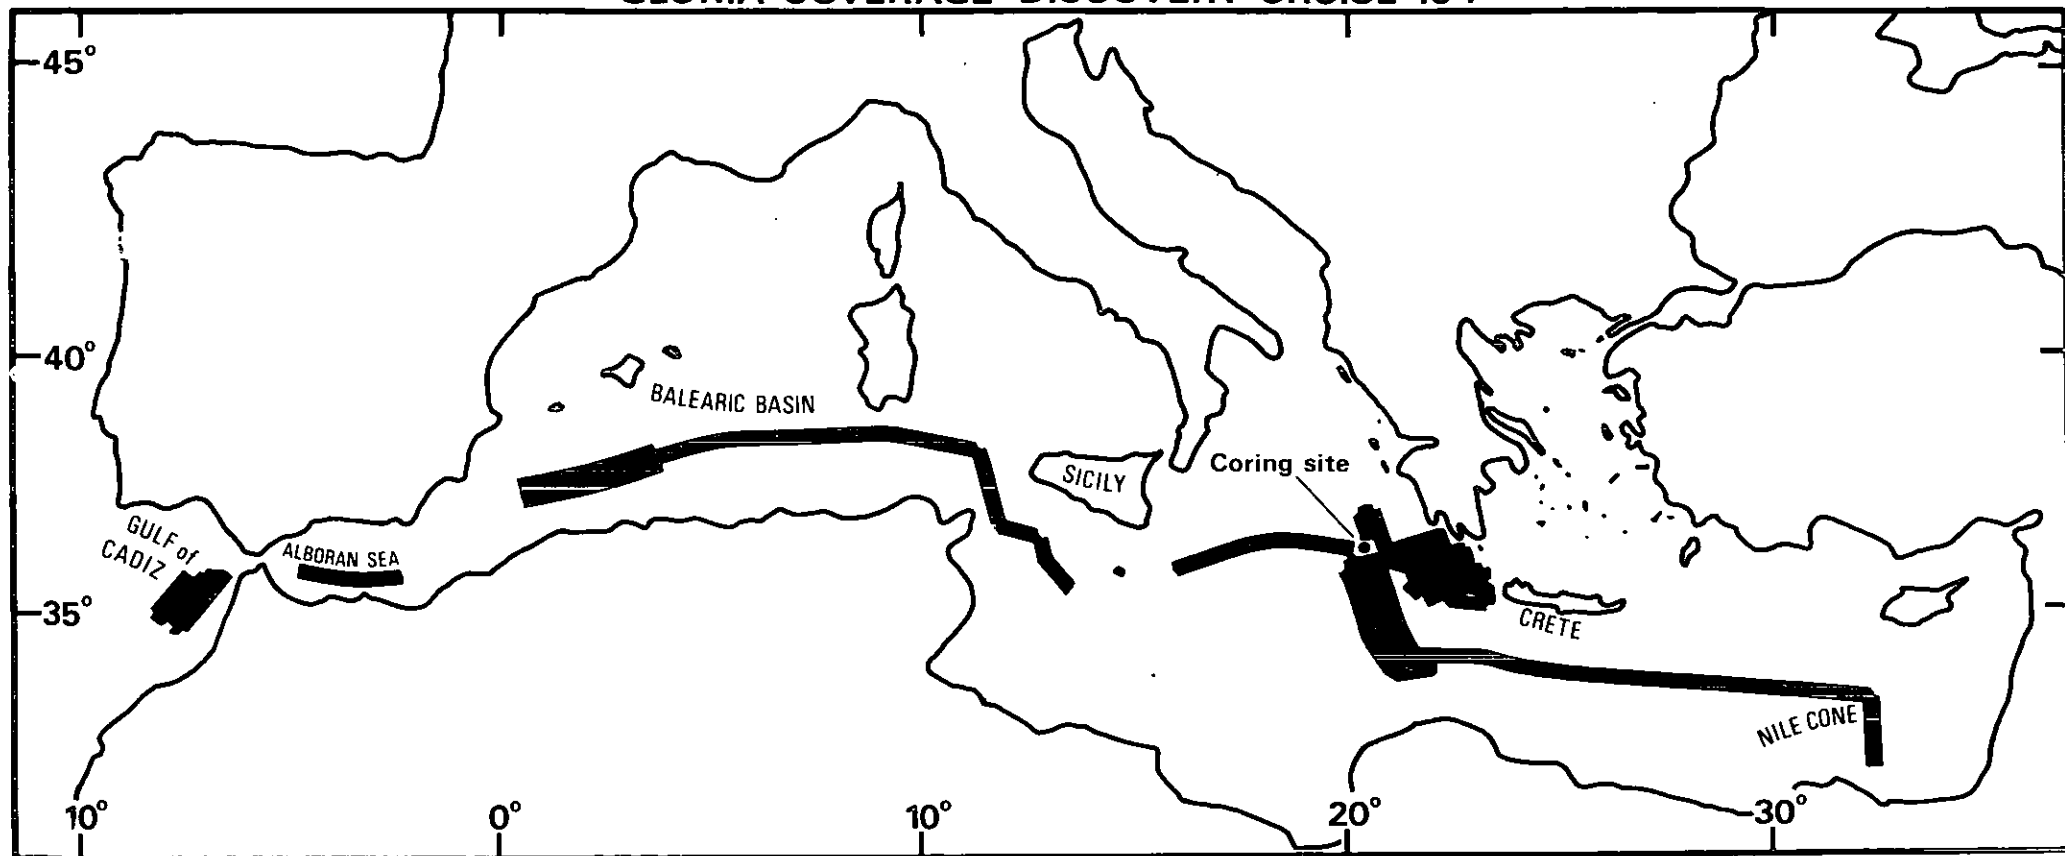 45°
40°
BALEARIC BASIN
SICILY
Coring site
GULF of
CADIZ
ALBORAN SEA
35°
CRETE
NILE CONE
10°
0°
10°
20°
30°